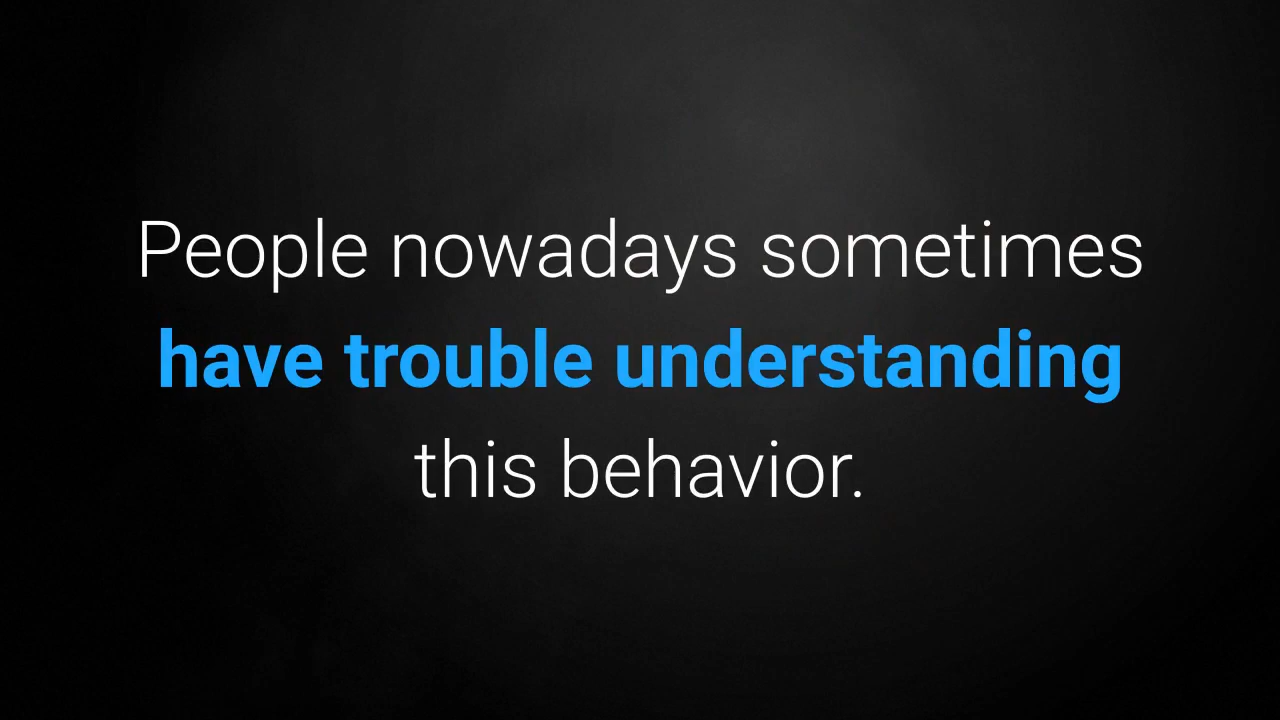 People nowadays sometimes
have trouble understanding
this behavior.